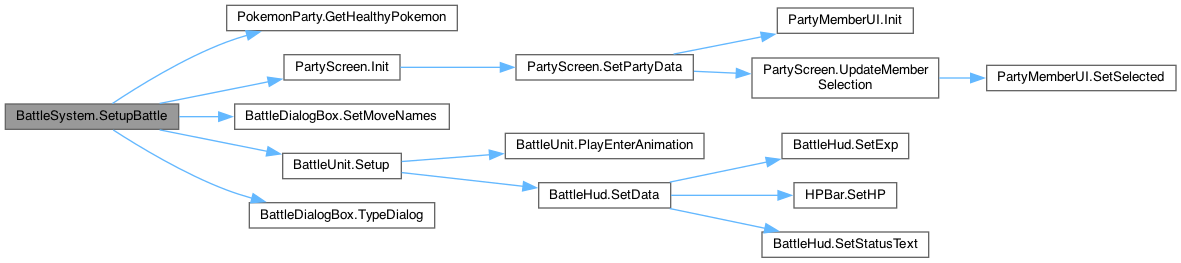 PokemonParty.GetHealthyPokemon
PartyMemberUI.Init
PartyScreen.Init
PartyScreen.SetPartyData
PartyScreen.UpdateMember
Selection
PartyMemberUI.SetSelected
BattleSystem.SetupBattle
BattleDialogBox.SetMoveNames
BattleUnit.Setup
BattleUnit.PlayEnterAnimation
BattleHud.SetExp
BattleHud.SetData
HPBar.SetHP
BattleDialogBox.TypeDialog
BattleHud.SetStatusText